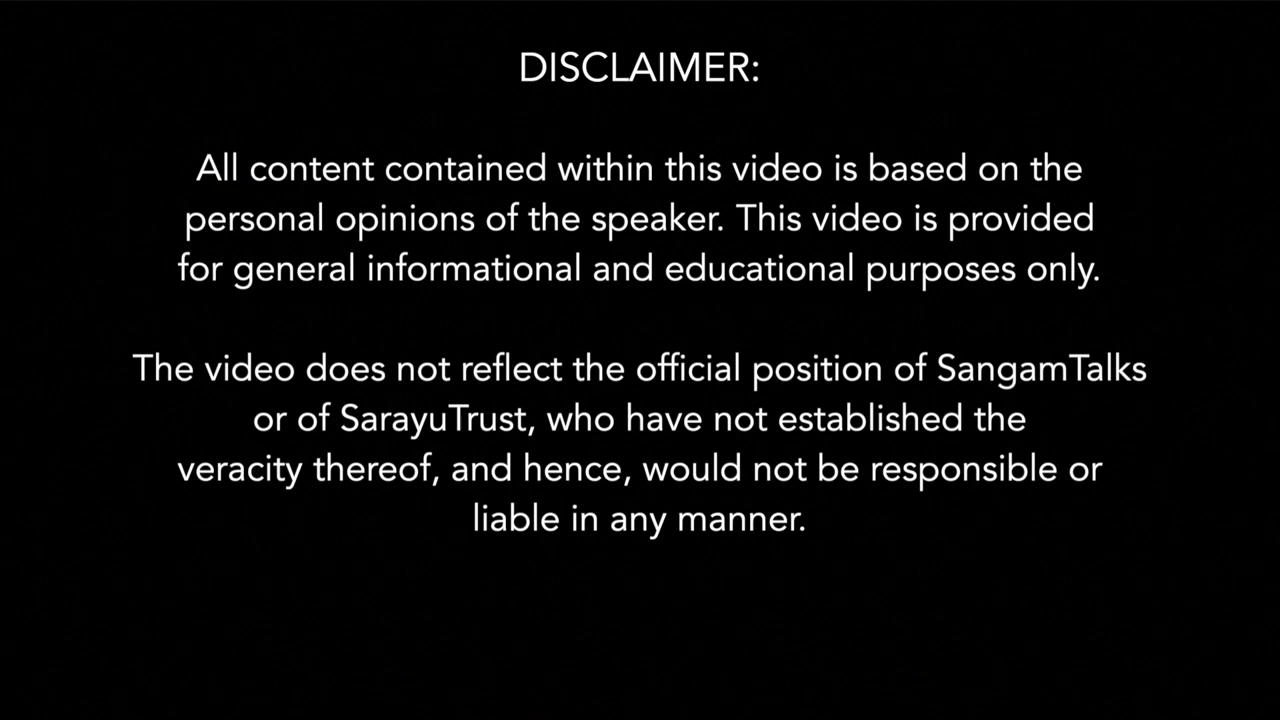 DISCLAIMER:
All content contained within this video is based on the
personal opinions of the speaker. This video is provided
for general informational and educational purposes only.
The video does not reflect the official position of SangamTalks
or of SarayuTrust, who have not established the
veracity thereof, and hence, would not be responsible or
liable in any manner.